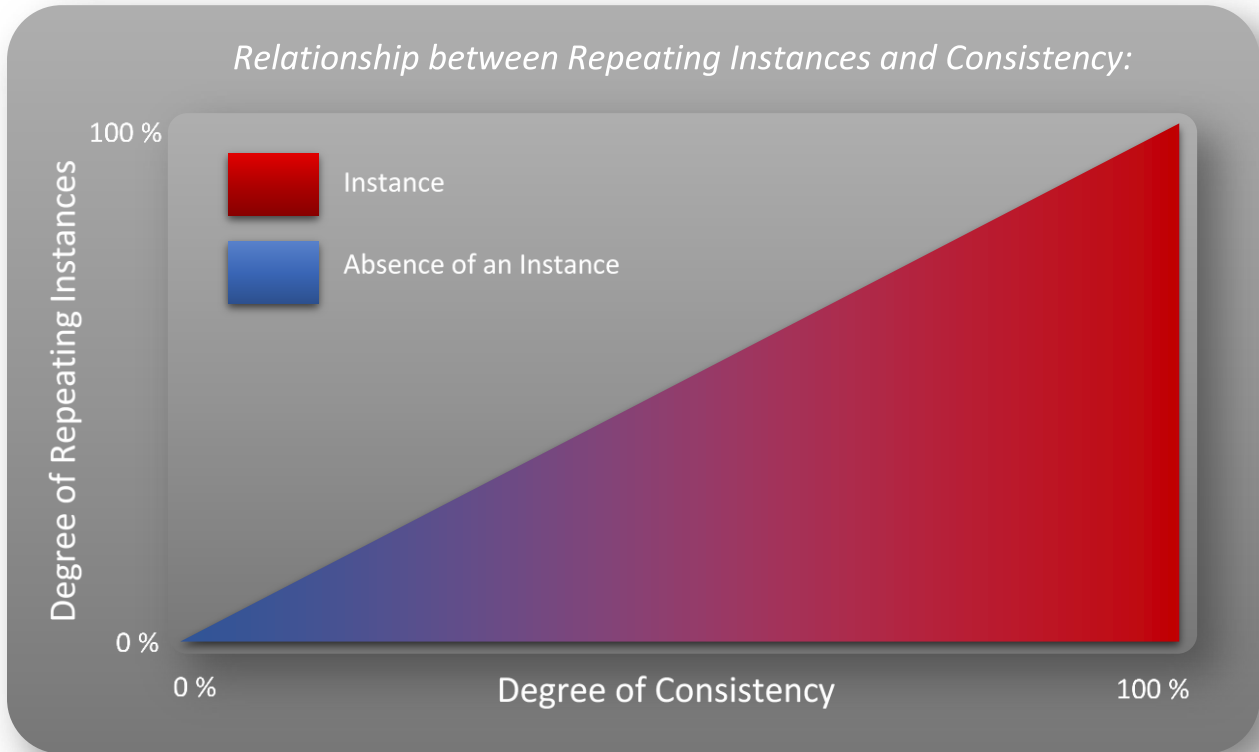 Relationship between Repeating Instances and Consistency:
100 %
Instance
Absence of an Instance
Degree of Repeating Instances
0 %
0 %
Degree of Consistency
100 %